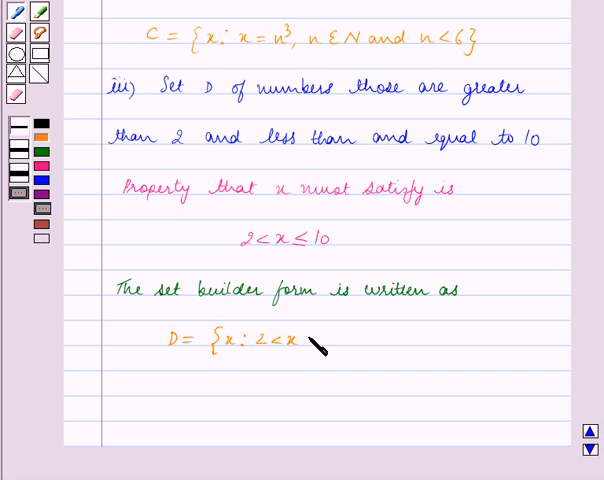 C = {x: x = n³, n ∈ N and n < 6}
iii) Set D of numbers those are greater
than 2 and less than and equal to 10
Property that x must satisfy is
2 < x ≤ 10
The set builder form is written as
D = {x: 2 < x